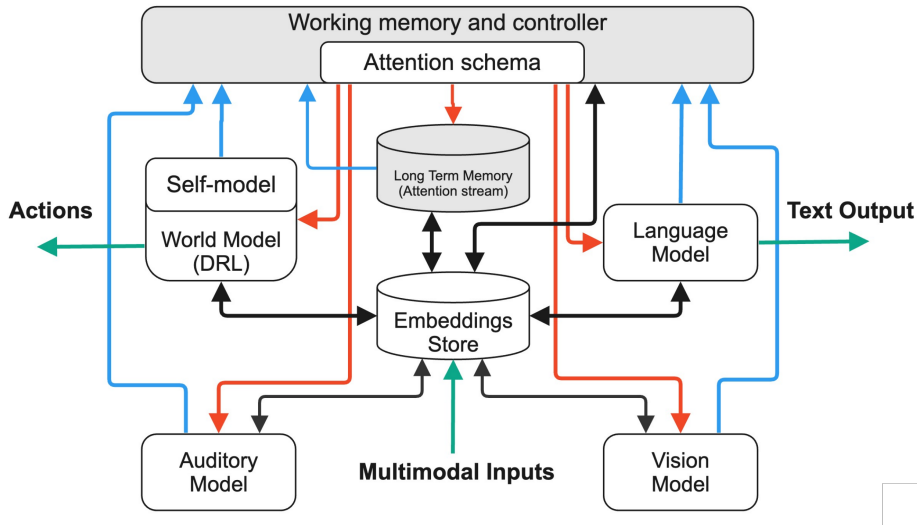 Working memory and controller
Attention schema
Long Term Memory
(Attention stream)
Self-model
World Model
(DRL)
Actions
Language
Model
Text Output
Embeddings
Store
Auditory
Model
Multimodal Inputs
Vision
Model